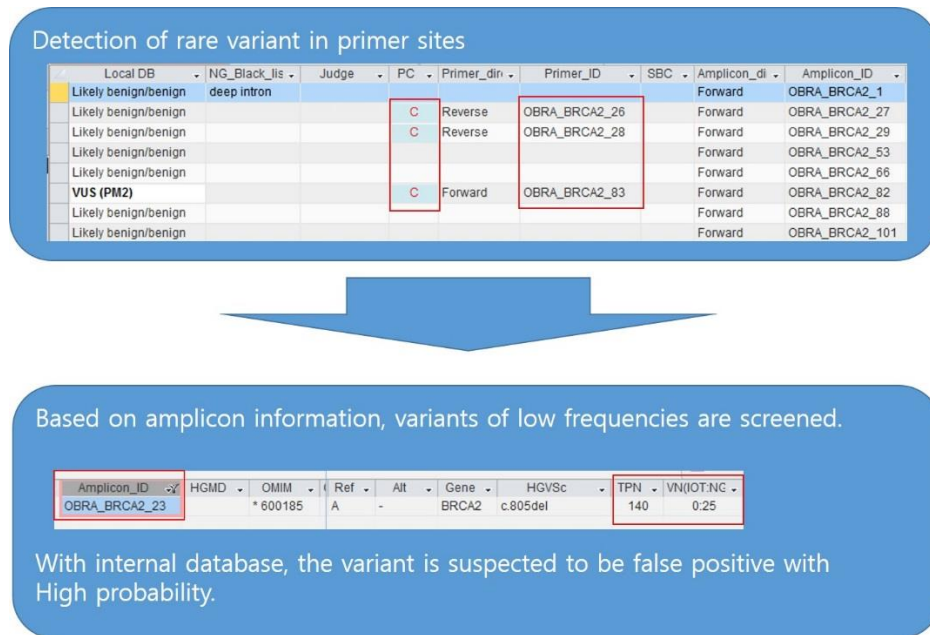 Detection of rare variant in primer sites
Local DB NG_Black_lis Judge PC Primer_dire Primer_ID SBC Amplicon_di Amplicon_ID
Likely benign/benign deep intron Forward OBRA_BRCA2_1
Likely benign/benign C Reverse OBRA_BRCA2_26 Forward OBRA_BRCA2_27
Likely benign/benign C Reverse OBRA_BRCA2_28 Forward OBRA_BRCA2_29
Likely benign/benign Forward OBRA_BRCA2_53
Likely benign/benign Forward OBRA_BRCA2_66
VUS (PM2) C Forward OBRA_BRCA2_83 Forward OBRA_BRCA2_82
Likely benign/benign Forward OBRA_BRCA2_88
Likely benign/benign Forward OBRA_BRCA2_101
Based on amplicon information, variants of low frequencies are screened.
Amplicon_ID HGMD OMIM Ref Alt Gene HGVSc TPN VN(IOT:NG
OBRA_BRCA2_23 * 600185 A - BRCA2 c.805del 140 0:25
With internal database, the variant is suspected to be false positive with
High probability.